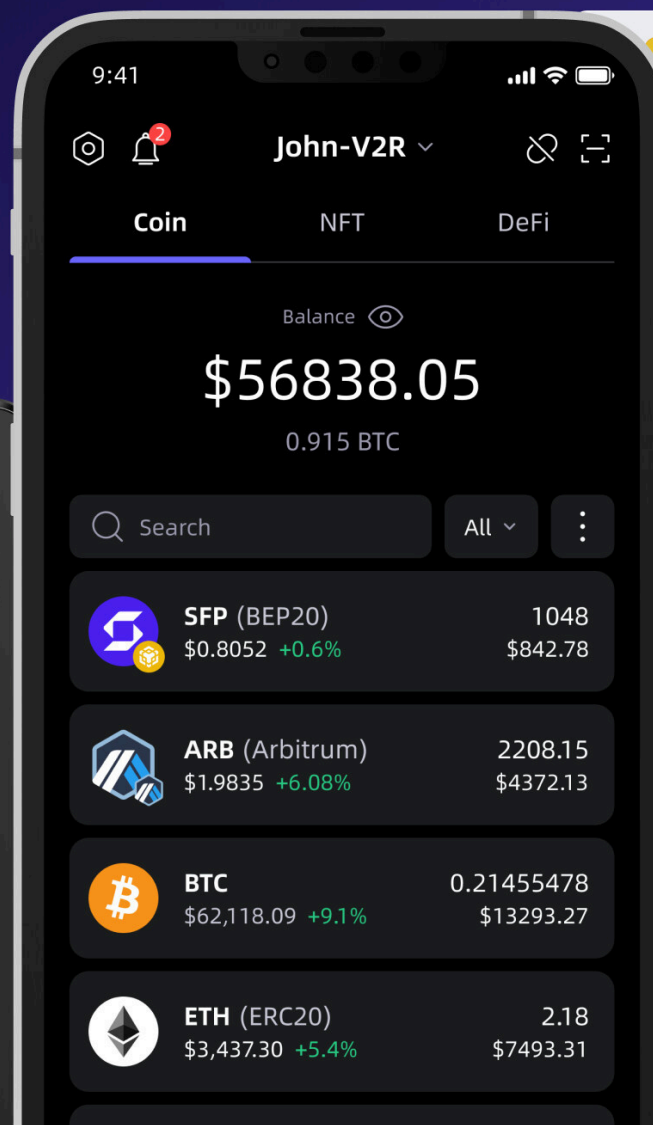 9:41
2
John-V2R
Coin NFT DeFi
Balance
$56838.05
0.915 BTC
Search All
SFP (BEP20) 1048
$0.8052 +0.6% $842.78
ARB (Arbitrum) 2208.15
$1.9835 +6.08% $4372.13
BTC 0.21455478
$62,118.09 +9.1% $13293.27
ETH (ERC20) 2.18
$3,437.30 +5.4% $7493.31